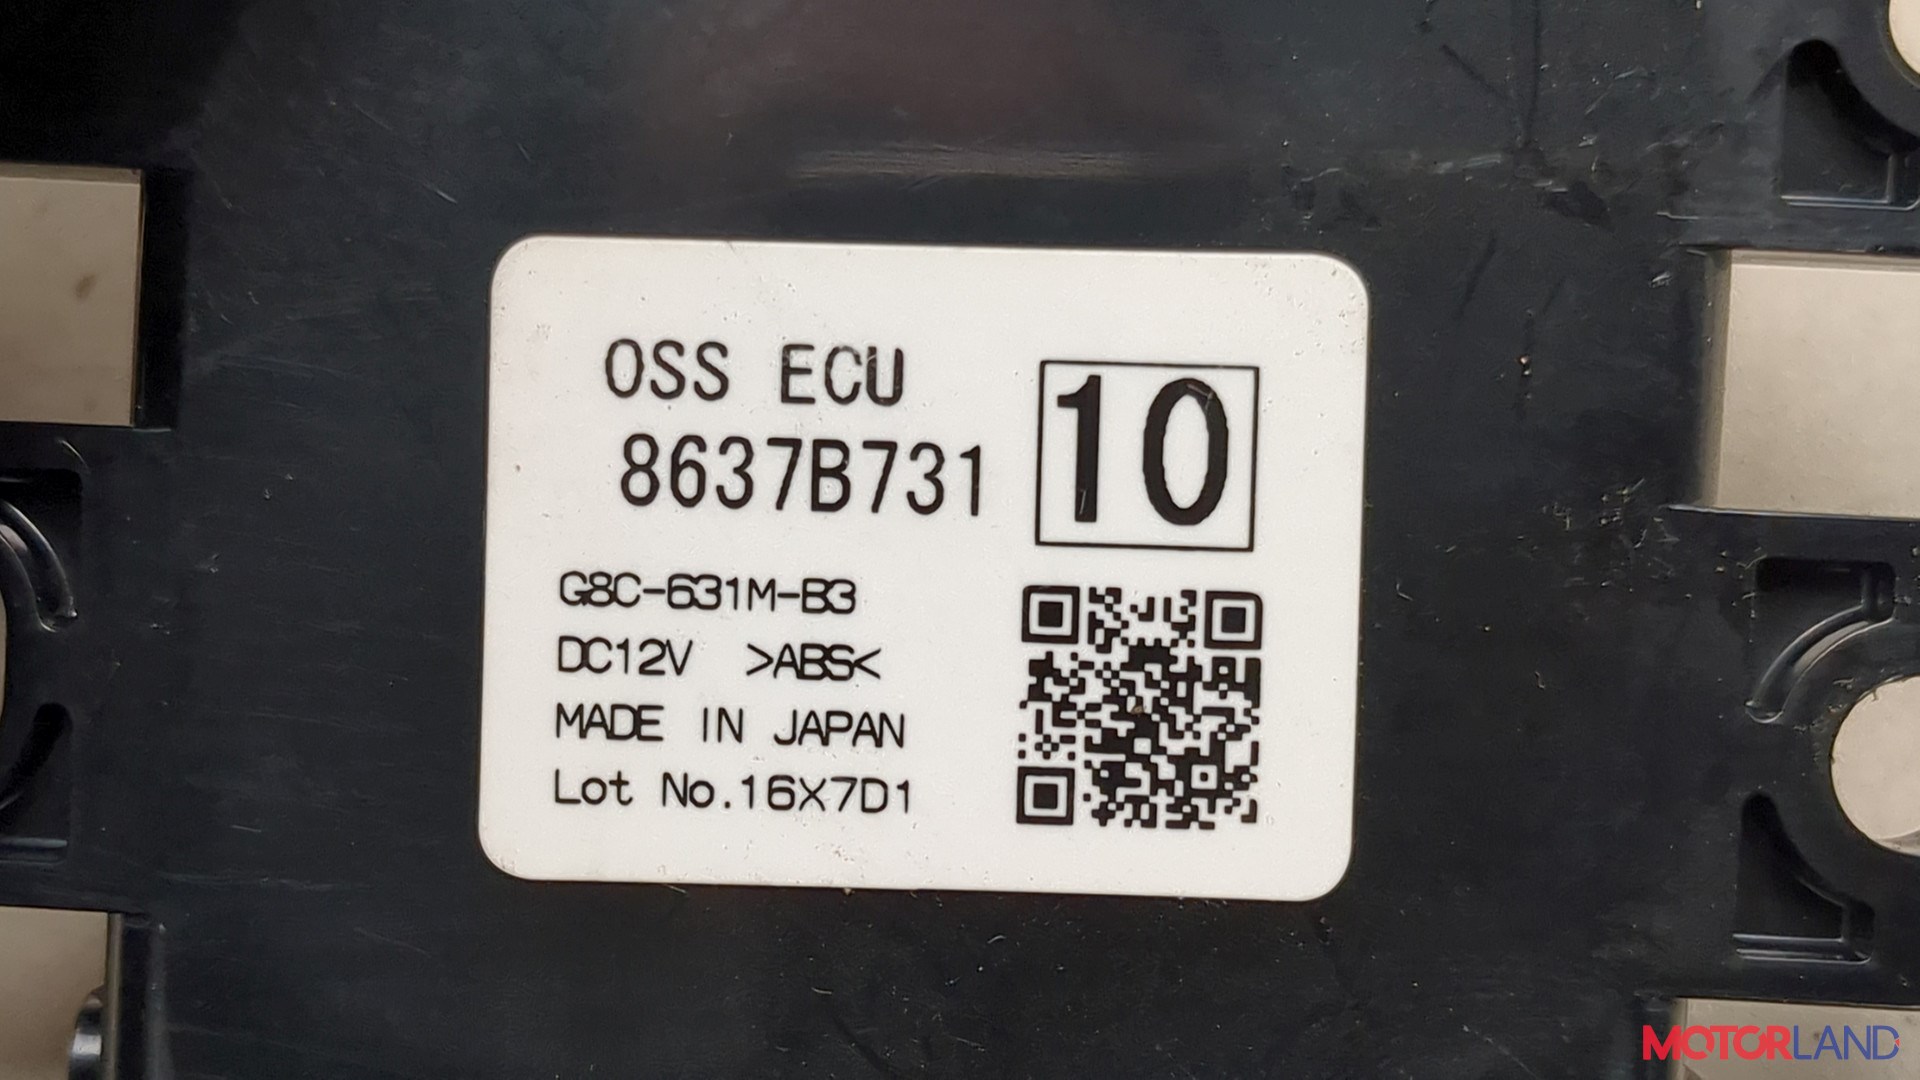 OSS ECU
8637B731
10
G8C-631M-B3
DC12V >ABS<
MADE IN JAPAN
Lot No.16X7D1
MOTORLAND